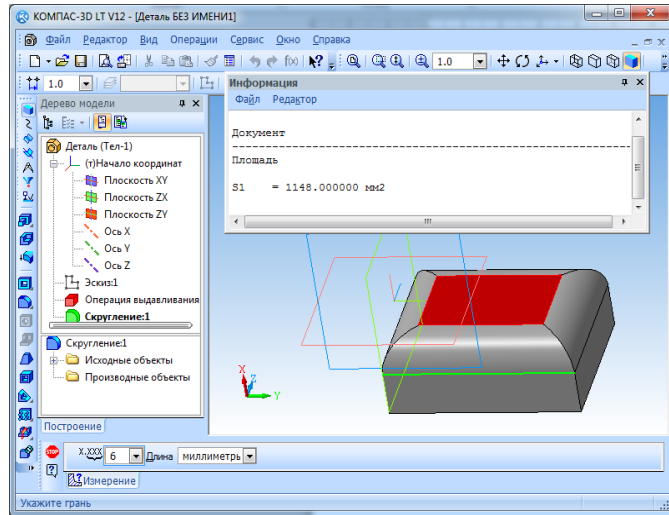 КОМПАС-3D LT V12 - [Деталь БЕЗ ИМЕНИ1]
Файл Редактор Вид Операции Сервис Окно Справка
f(x) 1.0
1.0
Информация
Файл Редактор
Документ
Площадь
S1 = 1148.000000 мм2
Дерево модели
Деталь (Тел-1)
(т)Начало координат
Плоскость XY
Плоскость ZX
Плоскость ZY
Ось X
Ось Y
Ось Z
Эскиз:1
Операция выдавливания
Скругление:1
Скругление:1
Исходные объекты
Производные объекты
Построение
X Z Y
STOP X.XXX 6 Длина миллиметрь
Измерение
Укажите грань